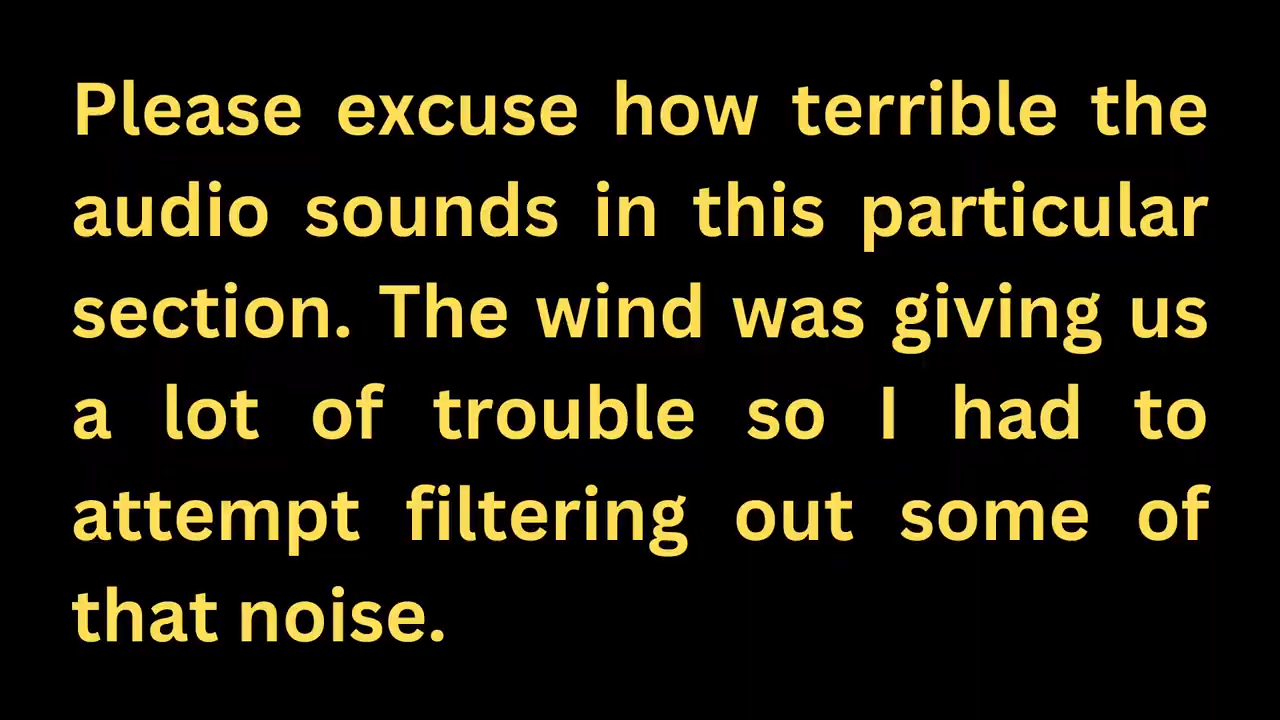 Please excuse how terrible the
audio sounds in this particular
section. The wind was giving us
a lot of trouble so I had to
attempt filtering out some of
that noise.